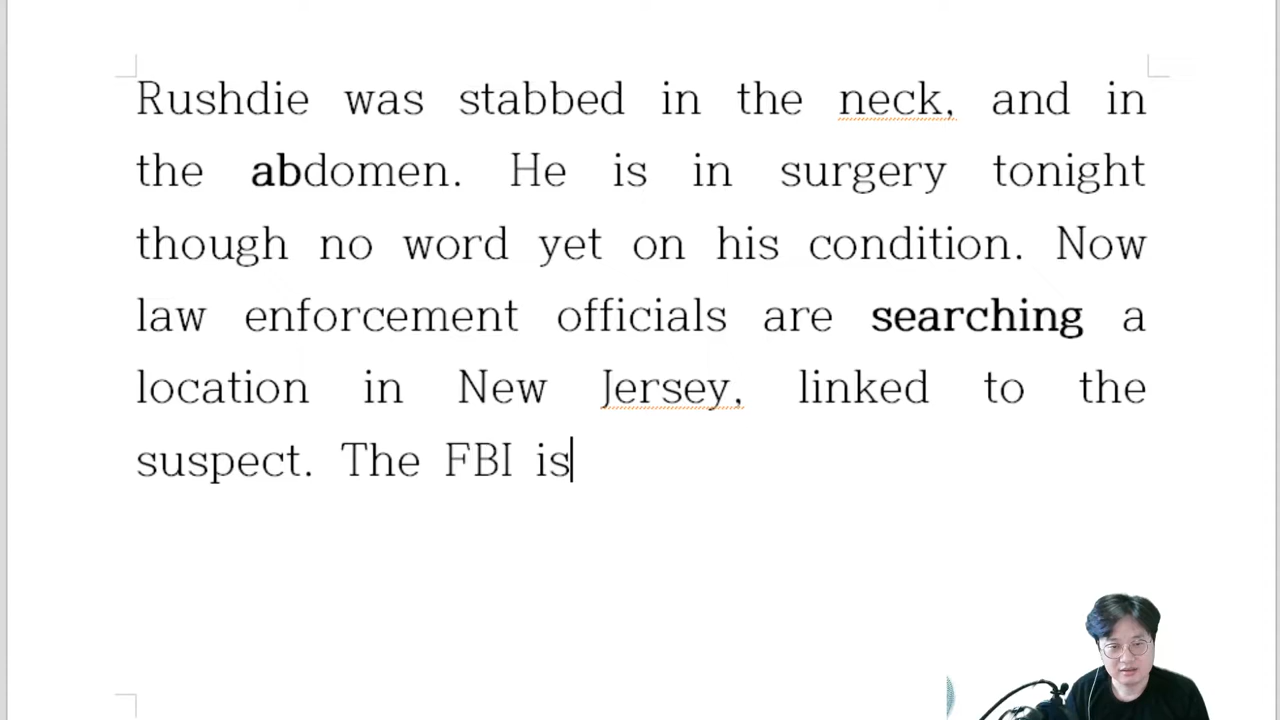 Rushdie was stabbed in the neck, and in
the abdomen. He is in surgery tonight
though no word yet on his condition. Now
law enforcement officials are searching a
location in New Jersey, linked to the
suspect. The FBI is